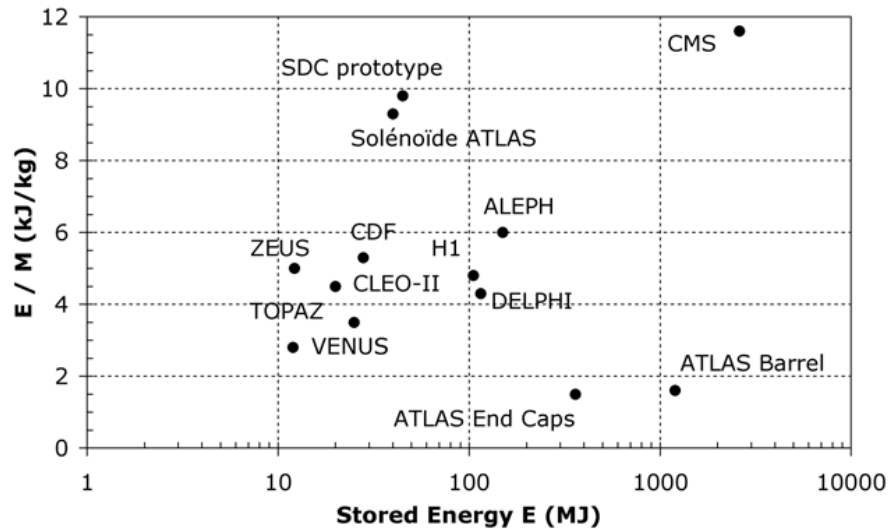 12
10
8
6
4
2
0
E / M (kJ/kg)
CMS
SDC prototype
Solénoïde ATLAS
ALEPH
CDF
H1
ZEUS
CLEO-II
DELPHI
TOPAZ
VENUS
ATLAS Barrel
ATLAS End Caps
1 10 100 1000 10000
Stored Energy E (MJ)